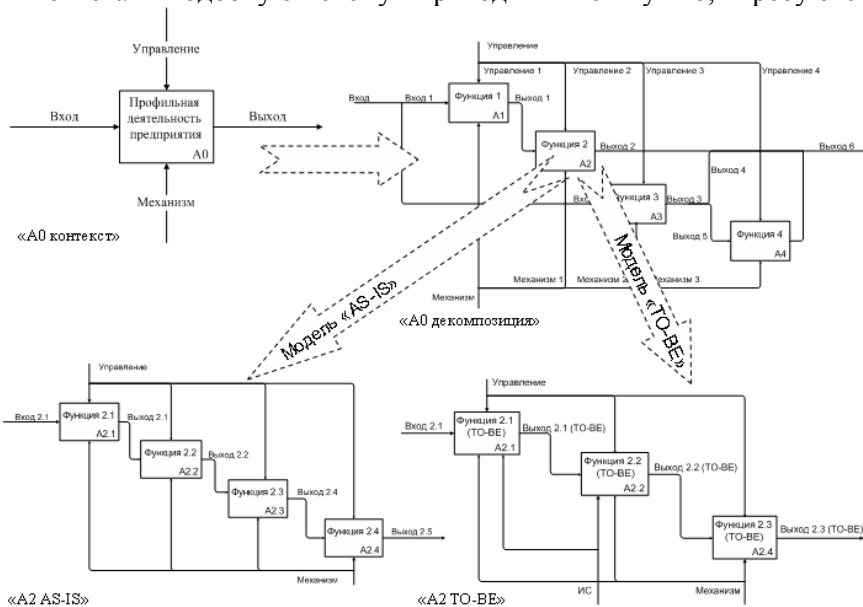 Управление
Вход
Профильная
деятельность
предприятия
A0
Выход
Механизм
«A0 контекст»
Управление
Управление 1
Управление 2
Управление 3
Управление 4
Вход
Вход 1
Функция 1
A1
Выход 1
Функция 2
A2
Выход 2
Выход 6
Выход 4
Функция 3
A3
Выход 3
Выход 5
Функция 4
A4
Механизм 1
Механизм
«A0 декомпозиция»
Модель «AS-IS»
Модель «TO-BE»
Управление
Вход 2.1
Функция 2.1
A2.1
Выход 2.1
Функция 2.2
A2.2
Выход 2.2
Функция 2.3
A2.3
Выход 2.4
Функция 2.4
A2.4
Выход 2.5
Механизм
«A2 AS-IS»
Управление
Вход 2.1
Функция 2.1
(TO-BE)
A2.1
Выход 2.1 (TO-BE)
Функция 2.2
(TO-BE)
A2.2
Выход 2.2 (TO-BE)
Функция 2.3
(TO-BE)
A2.4
Выход 2.3 (TO-BE)
ИС
Механизм
«A2 TO-BE»